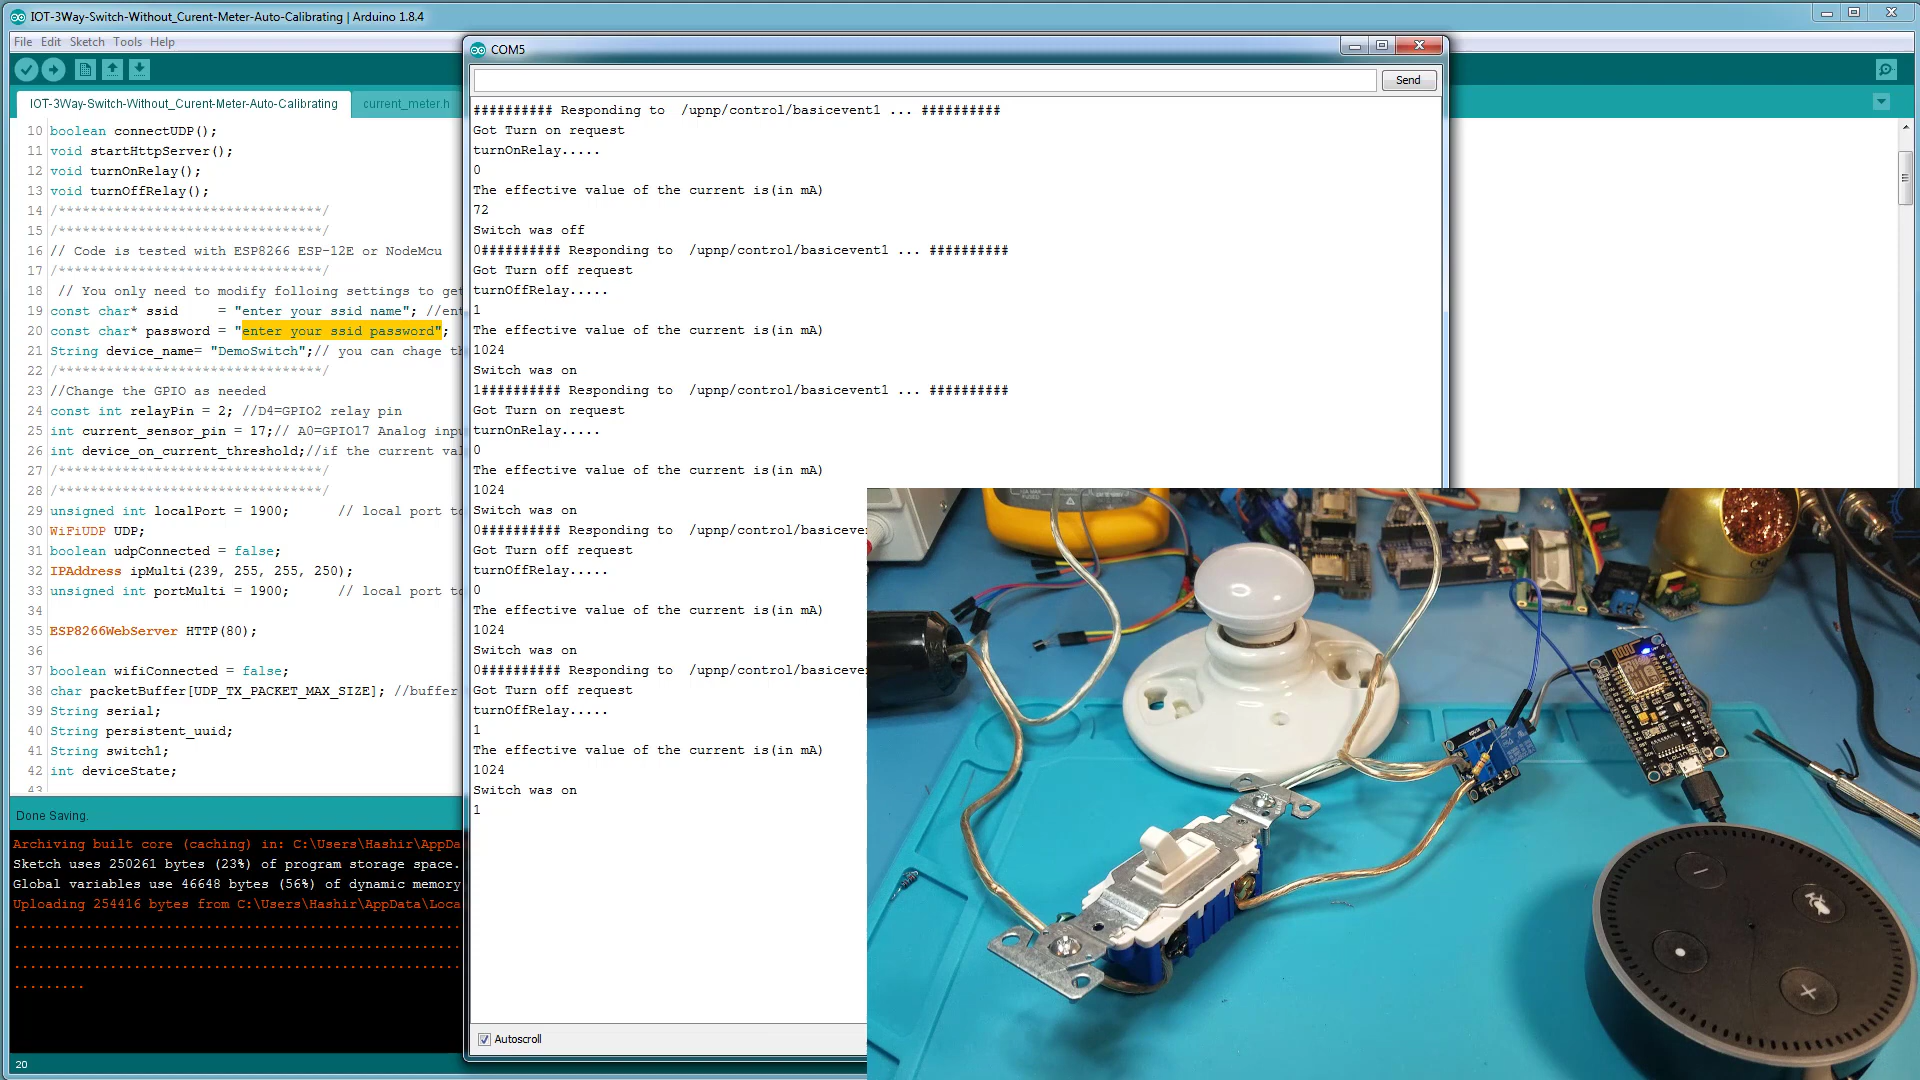 IOT-3Way-Switch-Without_Curent-Meter-Auto-Calibrating | Arduino 1.8.4
File Edit Sketch Tools Help
IOT-3Way-Switch-Without_Curent-Meter-Auto-Calibrating current_meter.h
10 boolean connectUDP();
11 void startHttpServer();
12 void turnOnRelay();
13 void turnOffRelay();
14 /*********************************/
15 /*********************************/
16 // Code is tested with ESP8266 ESP-12E or NodeMcu
17 /*********************************/
18 // You only need to modify folloing settings to get
19 const char* ssid     = "enter your ssid name"; //ent
20 const char* password = "enter your ssid password";
21 String device_name= "DemoSwitch";// you can chage th
22 /*********************************/
23 //Change the GPIO as needed
24 const int relayPin = 2; //D4=GPIO2 relay pin
25 int current_sensor_pin = 17;// A0=GPIO17 Analog inpu
26 int device_on_current_threshold;//if the current val
27 /*********************************/
28 /*********************************/
29 unsigned int localPort = 1900;      // local port to
30 WiFiUDP UDP;
31 boolean udpConnected = false;
32 IPAddress ipMulti(239, 255, 255, 250);
33 unsigned int portMulti = 1900;      // local port to
34
35 ESP8266WebServer HTTP(80);
36
37 boolean wifiConnected = false;
38 char packetBuffer[UDP_TX_PACKET_MAX_SIZE]; //buffer
39 String serial;
40 String persistent_uuid;
41 String switch1;
42 int deviceState;
43
Done Saving.
Archiving built core (caching) in: C:\Users\Hashir\AppDa
Sketch uses 250261 bytes (23%) of program storage space.
Global variables use 46648 bytes (56%) of dynamic memory
Uploading 254416 bytes from C:\Users\Hashir\AppData\Loca
20
COM5
Send
########## Responding to  /upnp/control/basicevent1 ... ##########
Got Turn on request
turnOnRelay.....
0
The effective value of the current is(in mA)
72
Switch was off
0########## Responding to  /upnp/control/basicevent1 ... ##########
Got Turn off request
turnOffRelay.....
1
The effective value of the current is(in mA)
1024
Switch was on
1########## Responding to  /upnp/control/basicevent1 ... ##########
Got Turn on request
turnOnRelay.....
0
The effective value of the current is(in mA)
1024
Switch was on
0########## Responding to  /upnp/control/basiceve
Got Turn off request
turnOffRelay.....
0
The effective value of the current is(in mA)
1024
Switch was on
0########## Responding to  /upnp/control/basiceve
Got Turn off request
turnOffRelay.....
1
The effective value of the current is(in mA)
1024
Switch was on
1
Autoscroll